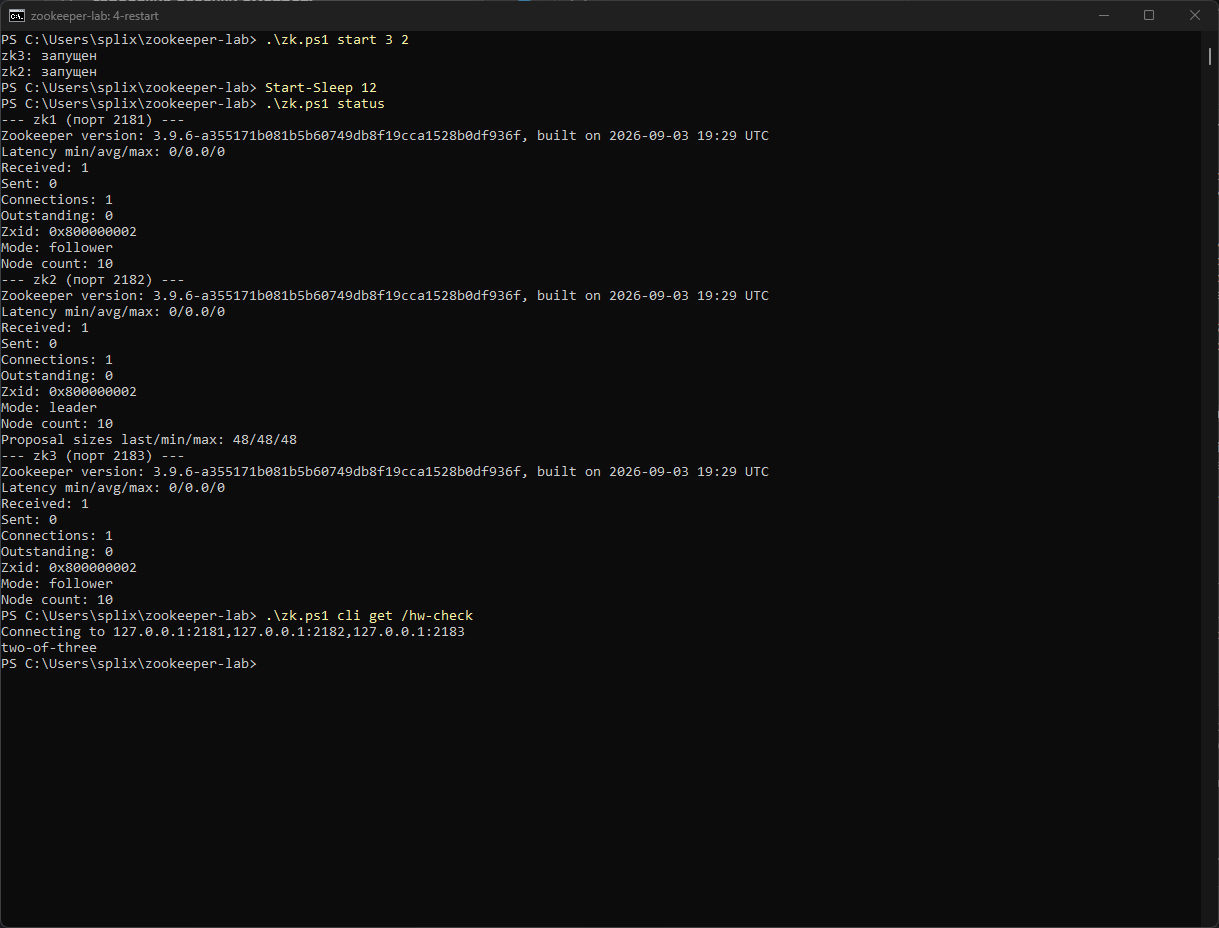 zookeeper-lab: 4-restart
PS C:\Users\splix\zookeeper-lab> .\zk.ps1 start 3 2
zk3: запущен
zk2: запущен
PS C:\Users\splix\zookeeper-lab> Start-Sleep 12
PS C:\Users\splix\zookeeper-lab> .\zk.ps1 status
--- zk1 (порт 2181) ---
Zookeeper version: 3.9.6-a355171b081b5b60749db8f19cca1528b0df936f, built on 2026-09-03 19:29 UTC
Latency min/avg/max: 0/0.0/0
Received: 1
Sent: 0
Connections: 1
Outstanding: 0
Zxid: 0x800000002
Mode: follower
Node count: 10
--- zk2 (порт 2182) ---
Zookeeper version: 3.9.6-a355171b081b5b60749db8f19cca1528b0df936f, built on 2026-09-03 19:29 UTC
Latency min/avg/max: 0/0.0/0
Received: 1
Sent: 0
Connections: 1
Outstanding: 0
Zxid: 0x800000002
Mode: leader
Node count: 10
Proposal sizes last/min/max: 48/48/48
--- zk3 (порт 2183) ---
Zookeeper version: 3.9.6-a355171b081b5b60749db8f19cca1528b0df936f, built on 2026-09-03 19:29 UTC
Latency min/avg/max: 0/0.0/0
Received: 1
Sent: 0
Connections: 1
Outstanding: 0
Zxid: 0x800000002
Mode: follower
Node count: 10
PS C:\Users\splix\zookeeper-lab> .\zk.ps1 cli get /hw-check
Connecting to 127.0.0.1:2181,127.0.0.1:2182,127.0.0.1:2183
two-of-three
PS C:\Users\splix\zookeeper-lab>